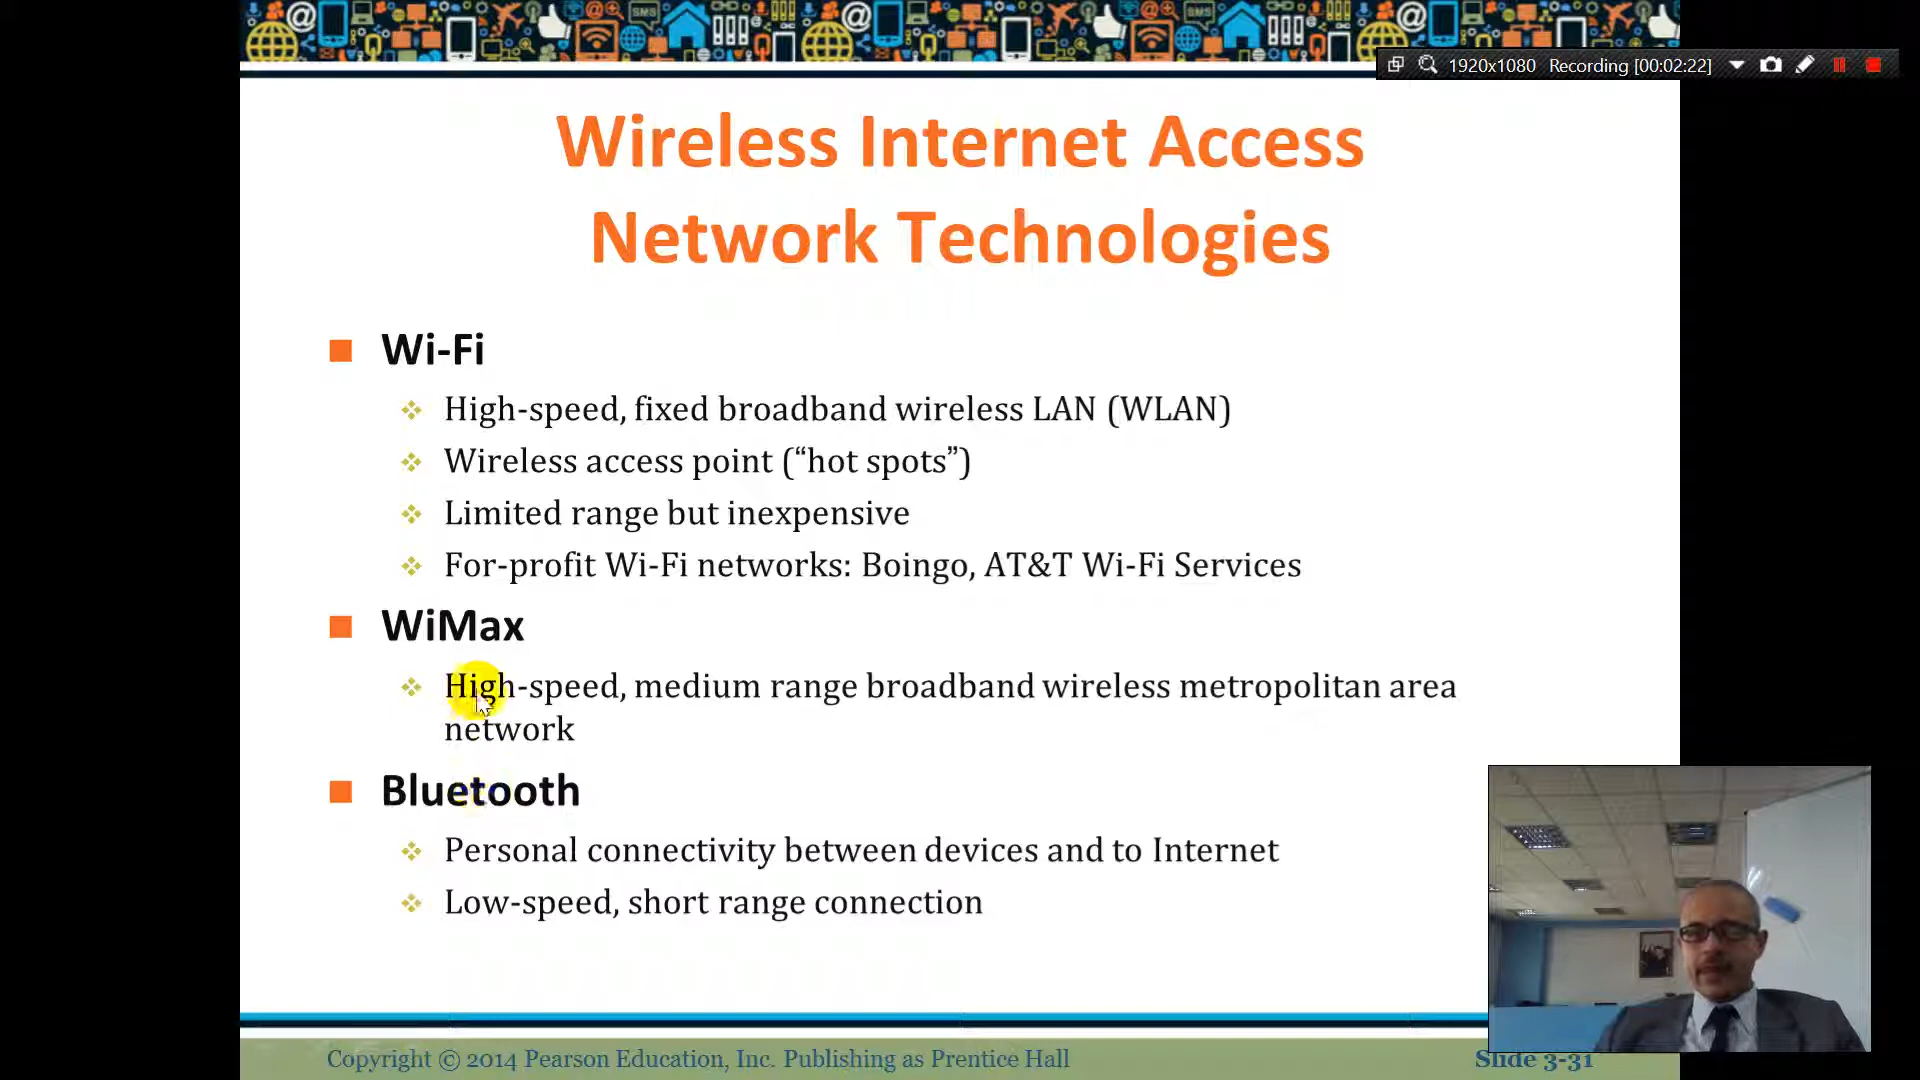 SMS
SMS
1920x1080 Recording [00:02:22]
Wireless Internet Access
Network Technologies
Wi-Fi
High-speed, fixed broadband wireless LAN (WLAN)
Wireless access point (“hot spots”)
Limited range but inexpensive
For-profit Wi-Fi networks: Boingo, AT&T Wi-Fi Services
WiMax
High-speed, medium range broadband wireless metropolitan area
network
Bluetooth
Personal connectivity between devices and to Internet
Low-speed, short range connection
Copyright © 2014 Pearson Education, Inc. Publishing as Prentice Hall
Slide 3-31